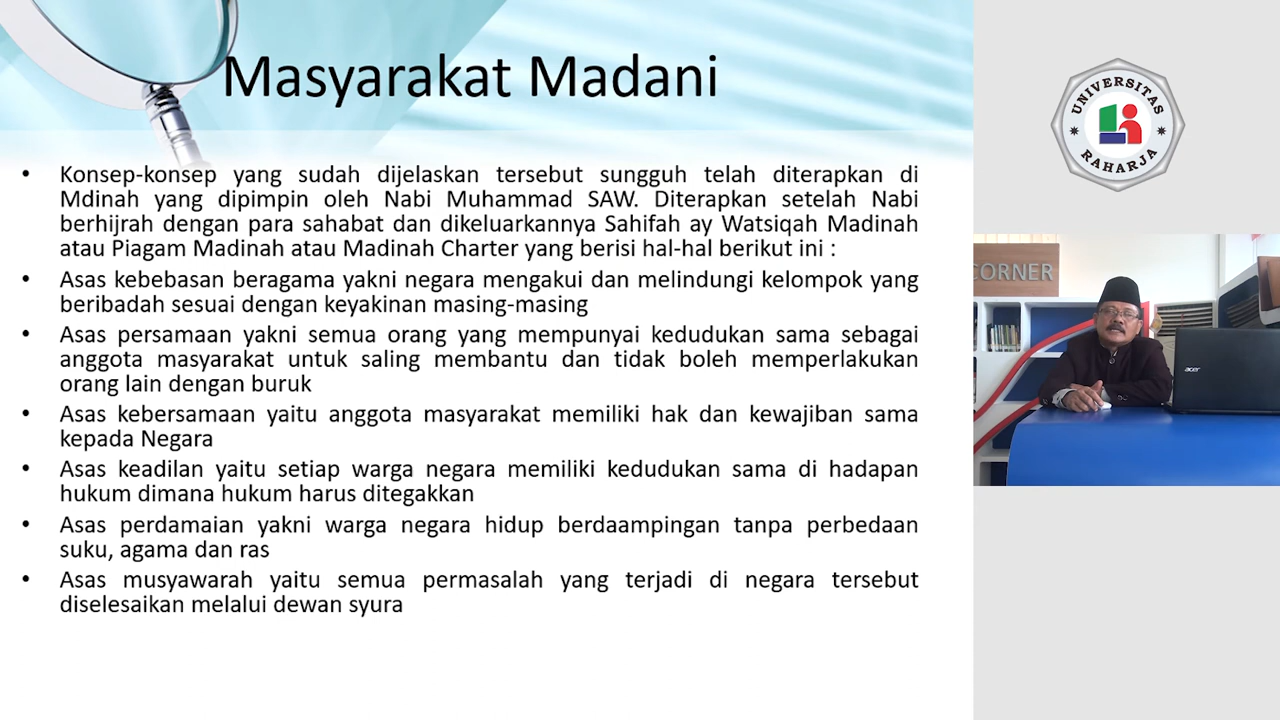 Masyarakat Madani
• Konsep-konsep yang sudah dijelaskan tersebut sungguh telah diterapkan di
Mdinah yang dipimpin oleh Nabi Muhammad SAW. Diterapkan setelah Nabi
berhijrah dengan para sahabat dan dikeluarkannya Sahifah ay Watsiqah Madinah
atau Piagam Madinah atau Madinah Charter yang berisi hal-hal berikut ini :
• Asas kebebasan beragama yakni negara mengakui dan melindungi kelompok yang
beribadah sesuai dengan keyakinan masing-masing
• Asas persamaan yakni semua orang yang mempunyai kedudukan sama sebagai
anggota masyarakat untuk saling membantu dan tidak boleh memperlakukan
orang lain dengan buruk
• Asas kebersamaan yaitu anggota masyarakat memiliki hak dan kewajiban sama
kepada Negara
• Asas keadilan yaitu setiap warga negara memiliki kedudukan sama di hadapan
hukum dimana hukum harus ditegakkan
• Asas perdamaian yakni warga negara hidup berdaampingan tanpa perbedaan
suku, agama dan ras
• Asas musyawarah yaitu semua permasalah yang terjadi di negara tersebut
diselesaikan melalui dewan syura
UNIVERSITAS
RAHARJA
CORNER
acer